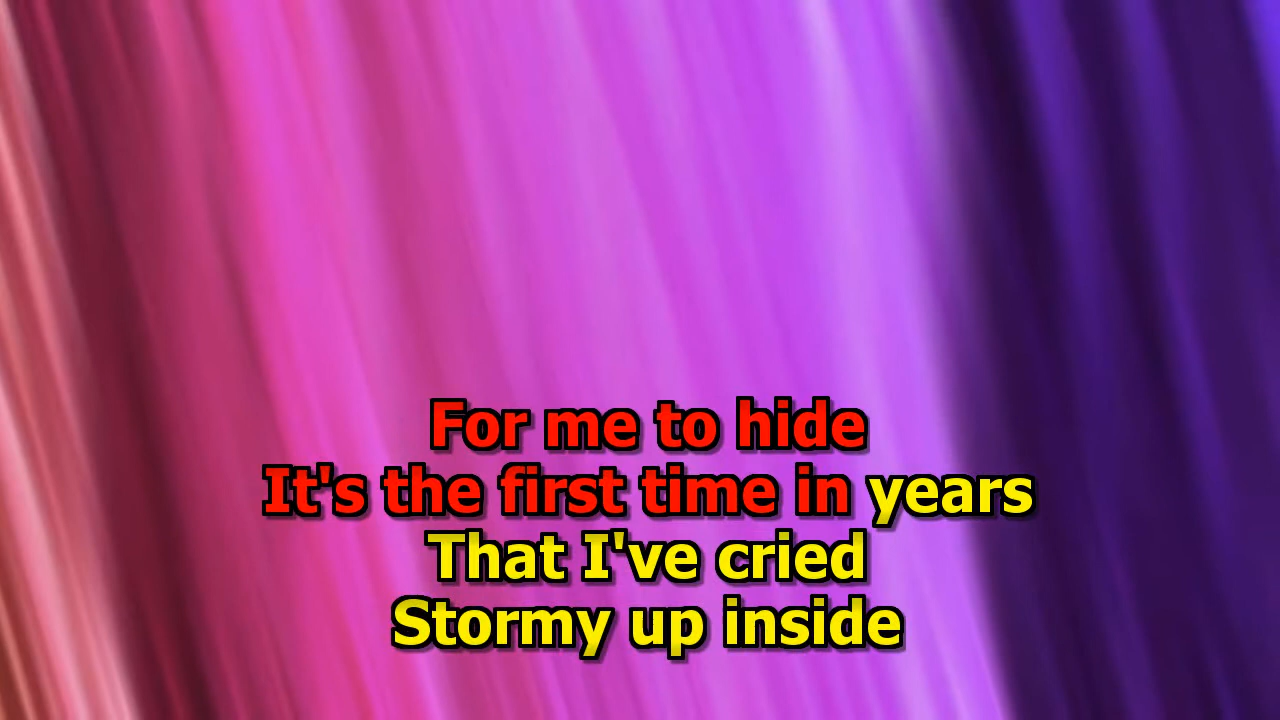 For me to hide
It's the first time in years
That I've cried
Stormy up inside